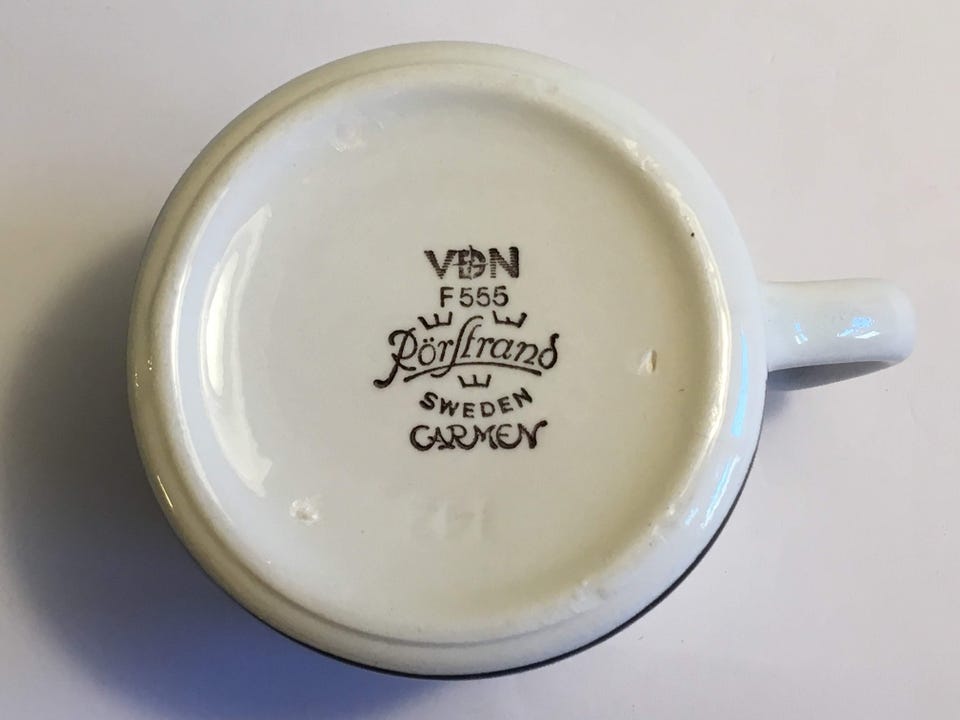 VDN
F555
Rörstrand
SWEDEN
CARMEN